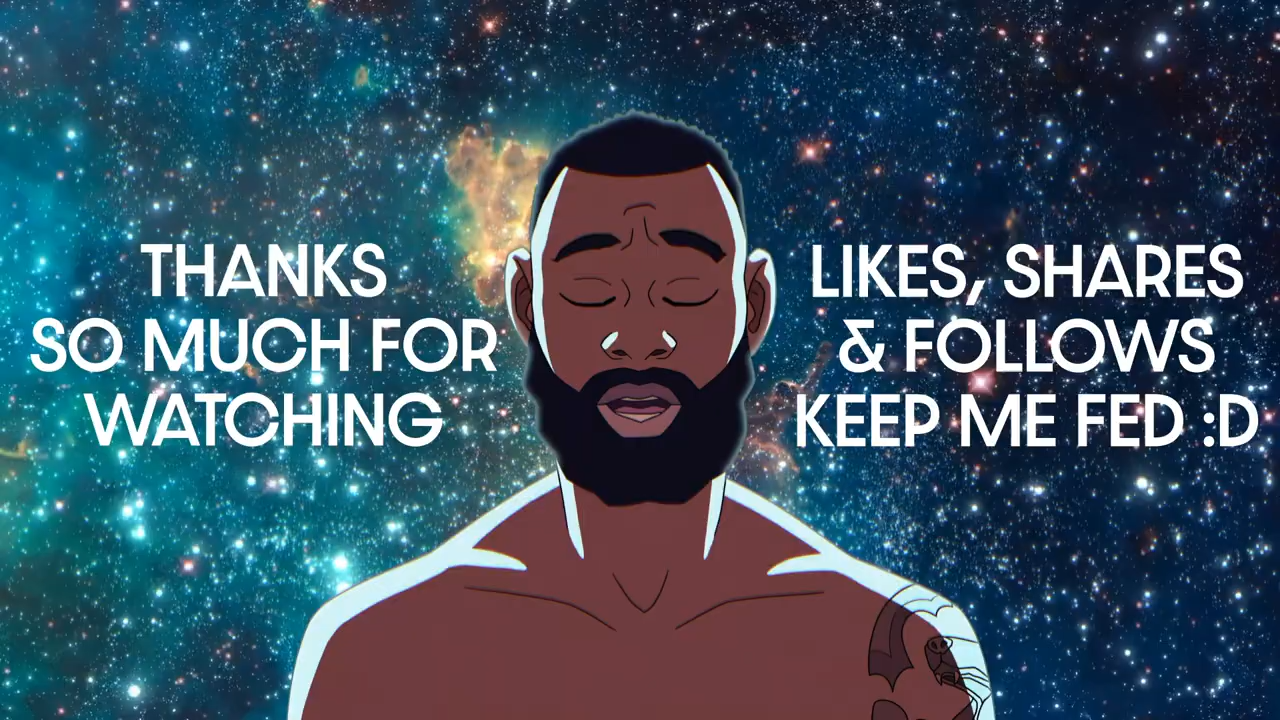 THANKS
SO MUCH FOR
WATCHING
LIKES, SHARES
& FOLLOWS
KEEP ME FED :D